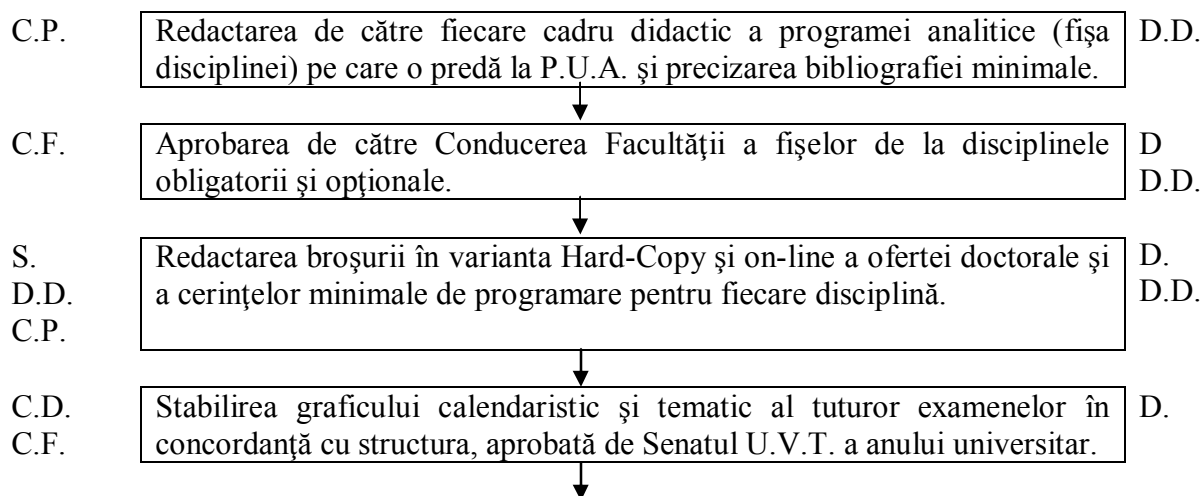 C.P. Redactarea de către fiecare cadru didactic a programei analitice (fişa D.D.
disciplinei) pe care o predă la P.U.A. şi precizarea bibliografiei minimale.
C.F. Aprobarea de către Conducerea Facultăţii a fişelor de la disciplinele D
obligatorii şi opţionale. D.D.
S. Redactarea broşurii în varianta Hard-Copy şi on-line a ofertei doctorale şi D.
D.D. a cerinţelor minimale de programare pentru fiecare disciplină. D.D.
C.P.
C.D. Stabilirea graficului calendaristic şi tematic al tuturor examenelor în D.
C.F. concordanţă cu structura, aprobată de Senatul U.V.T. a anului universitar.